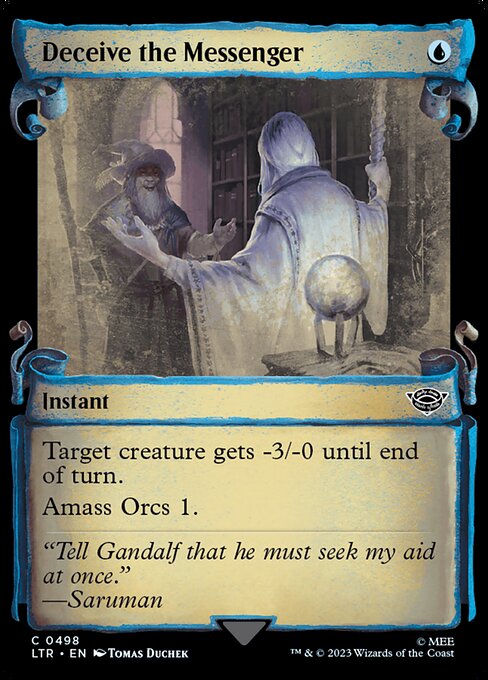 Deceive the Messenger
Instant
Target creature gets -3/-0 until end
of turn.
Amass Orcs 1.
“Tell Gandalf that he must seek my aid
at once.”
—Saruman
C 0498
LTR • EN Tomas Duchek
© MEE
™ & © 2023 Wizards of the Coast